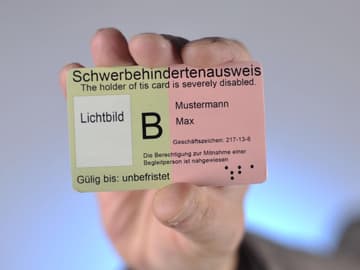 Schwerbehindertenausweis
The holder of tis card is severely disabled.
Lichtbild
B
Mustermann
Max
Geschäftszeichen: 217-13-6
Die Berechtigung zur Mitnahme einer
Begleitperson ist nahgewiesen
Gülig bis: unbefristet